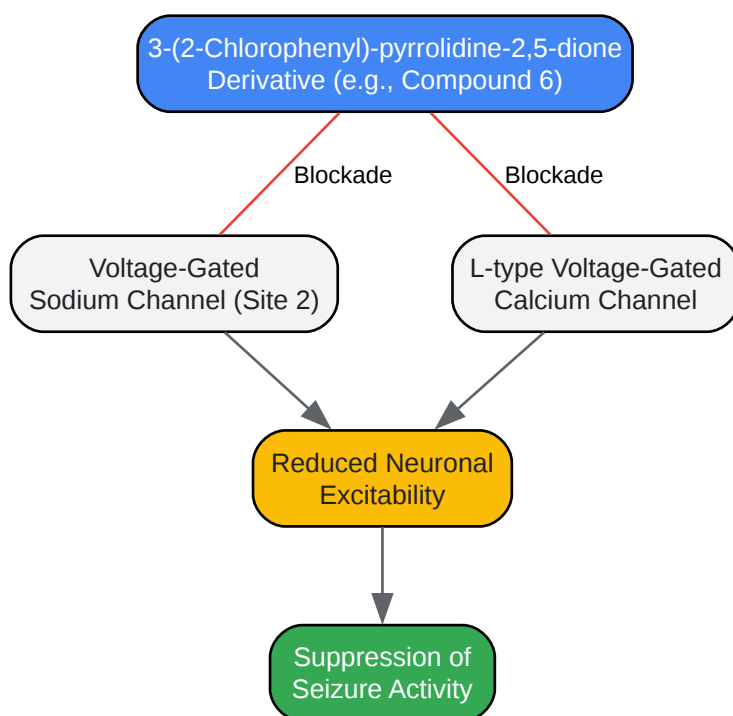 3-(2-Chlorophenyl)-pyrrolidine-2,5-dione
Derivative (e.g., Compound 6)
Blockade
Blockade
Voltage-Gated
Sodium Channel (Site 2)
L-type Voltage-Gated
Calcium Channel
Reduced Neuronal
Excitability
Suppression of
Seizure Activity